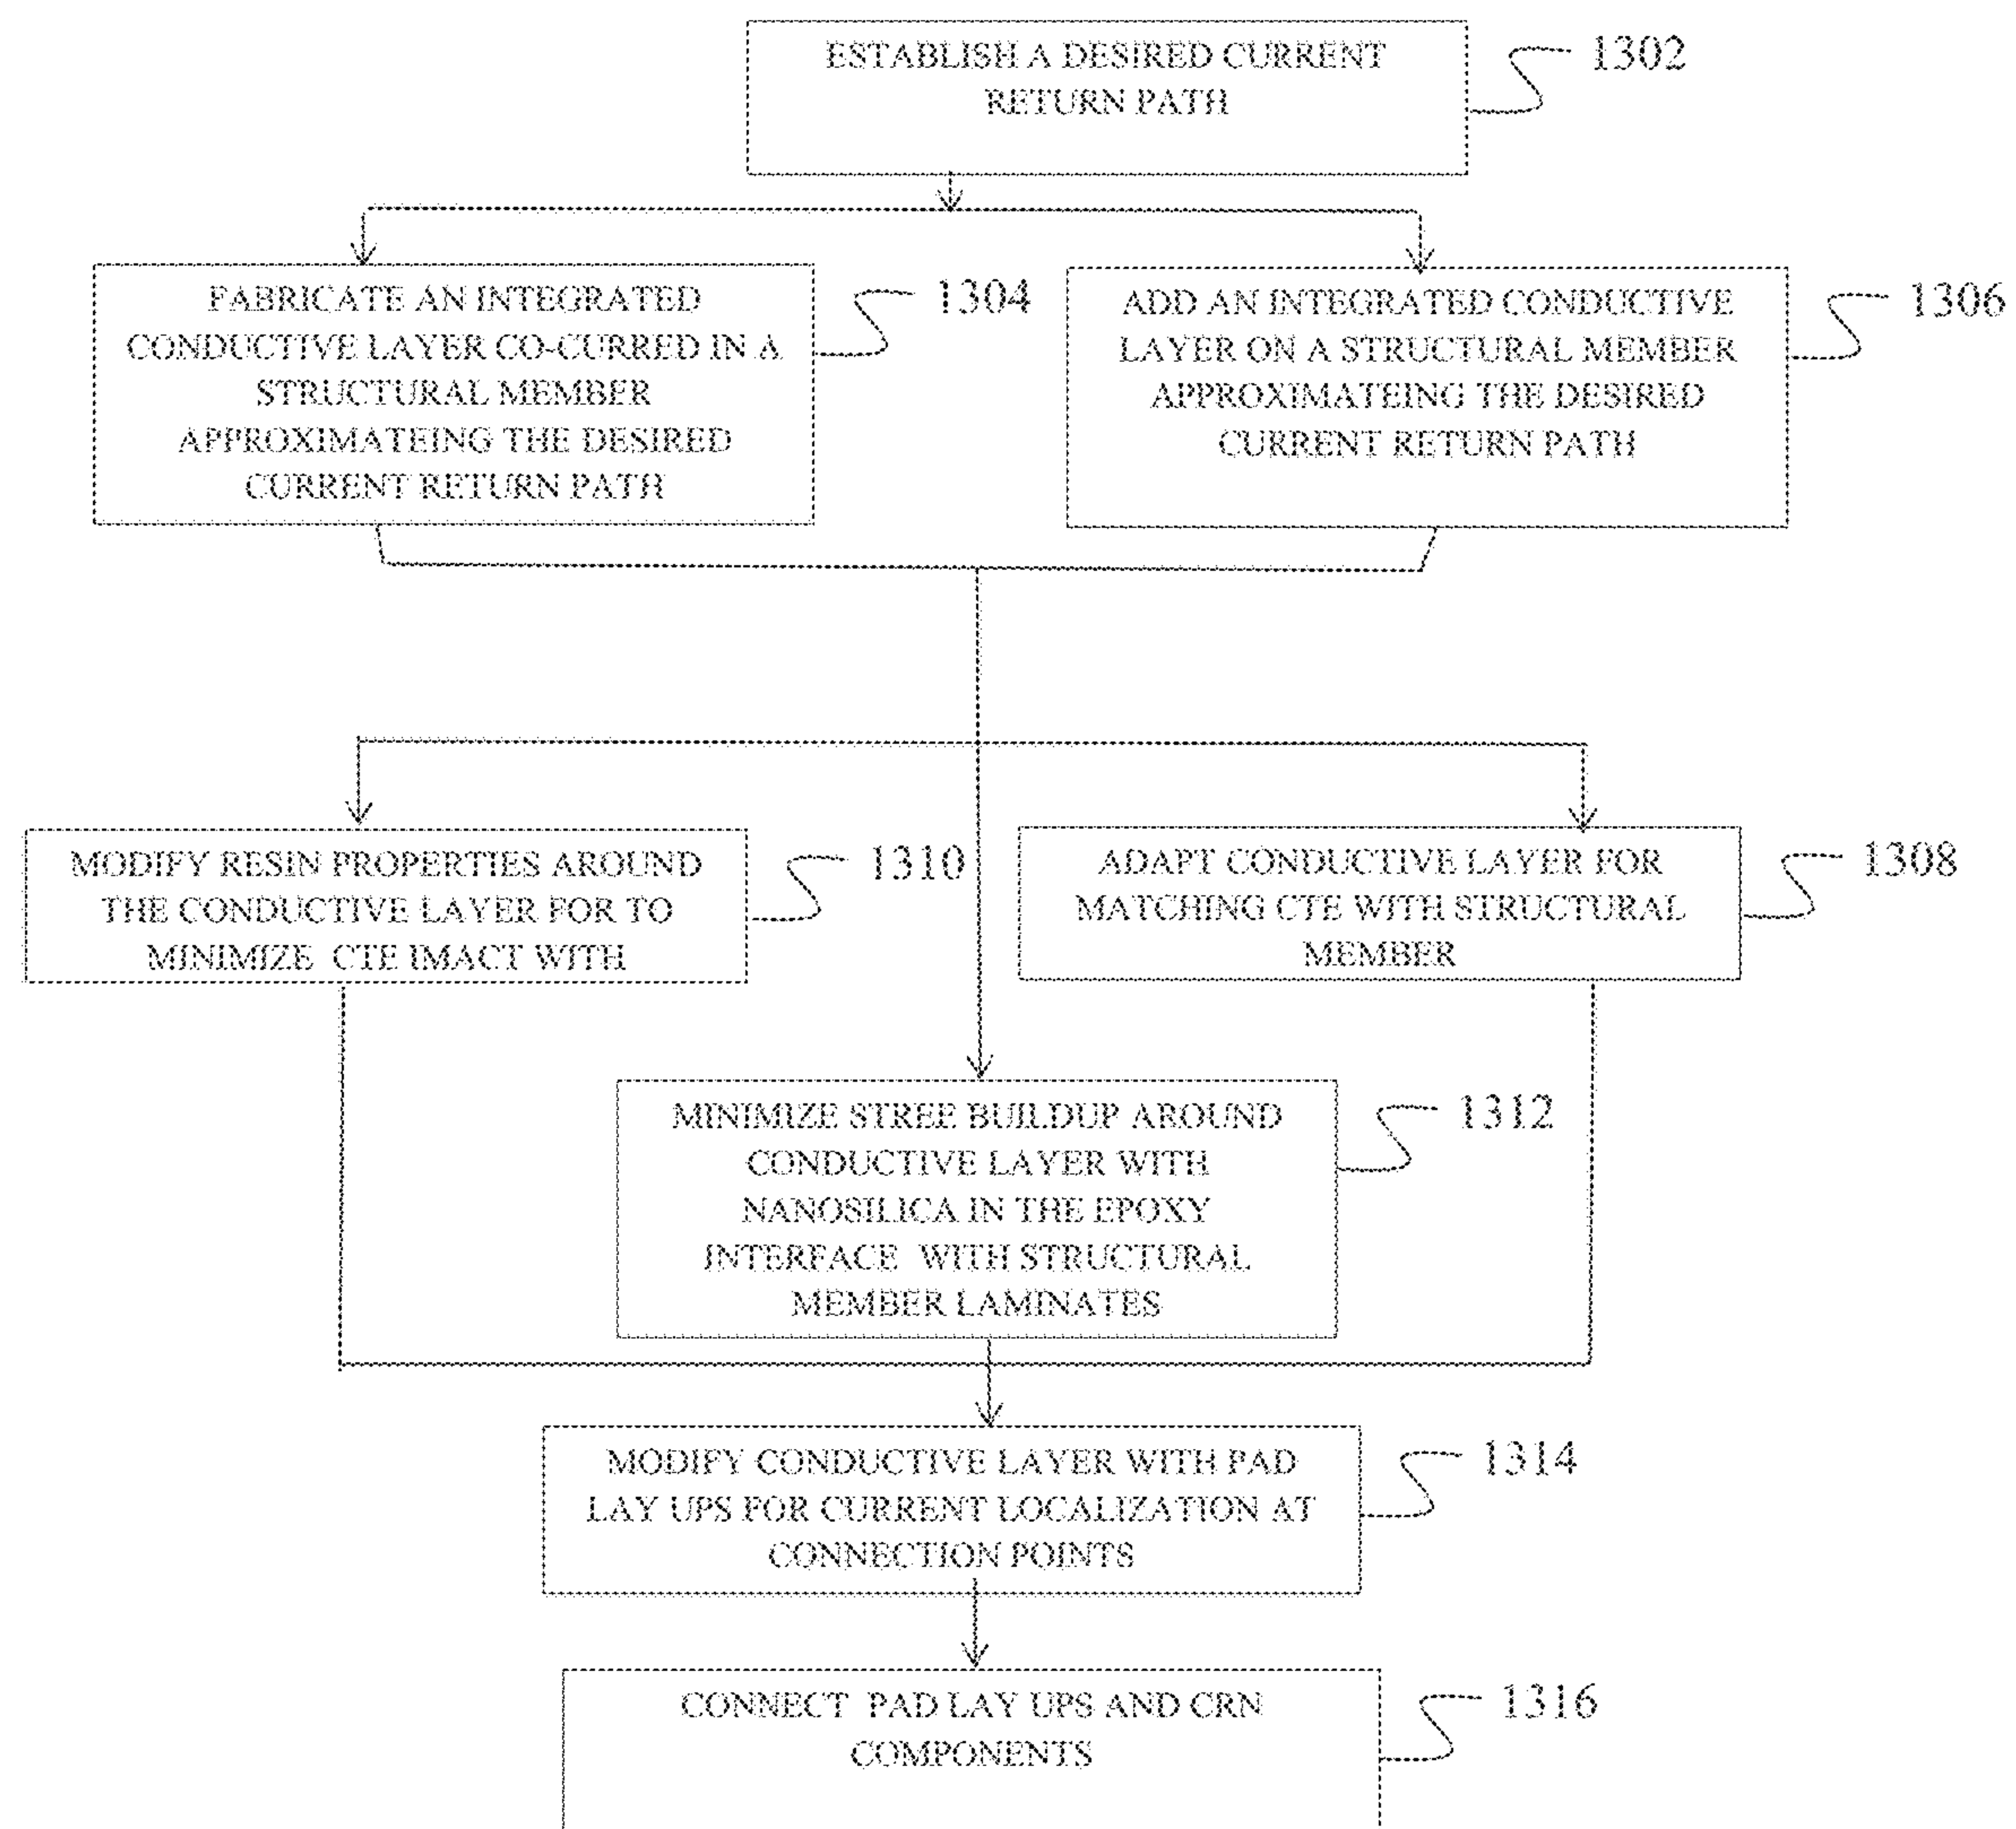 ESTABLISH A DESIRED CURRENT
RETURN PATH
1302
FABRICATE AN INTEGRATED
CONDUCTIVE LAYER CO-CURRED IN A
STRUCTURAL MEMBER
APPROXIMATEING THE DESIRED
CURRENT RETURN PATH
1304
ADD AN INTEGRATED CONDUCTIVE
LAYER ON A STRUCTURAL MEMBER
APPROXIMATEING THE DESIRED
CURRENT RETURN PATH
1306
MODIFY RESIN PROPERTIES AROUND
THE CONDUCTIVE LAYER FOR TO
MINIMIZE CTE IMACT WITH
1310
ADAPT CONDUCTIVE LAYER FOR
MATCHING CTE WITH STRUCTURAL
MEMBER
1308
MINIMIZE STREE BUILDUP AROUND
CONDUCTIVE LAYER WITH
NANOSILICA IN THE EPOXY
INTERFACE WITH STRUCTURAL
MEMBER LAMINATES
1312
MODIFY CONDUCTIVE LAYER WITH PAD
LAY UPS FOR CURRENT LOCALIZATION AT
CONNECTION POINTS
1314
CONNECT PAD LAY UPS AND CRN
COMPONENTS
1316